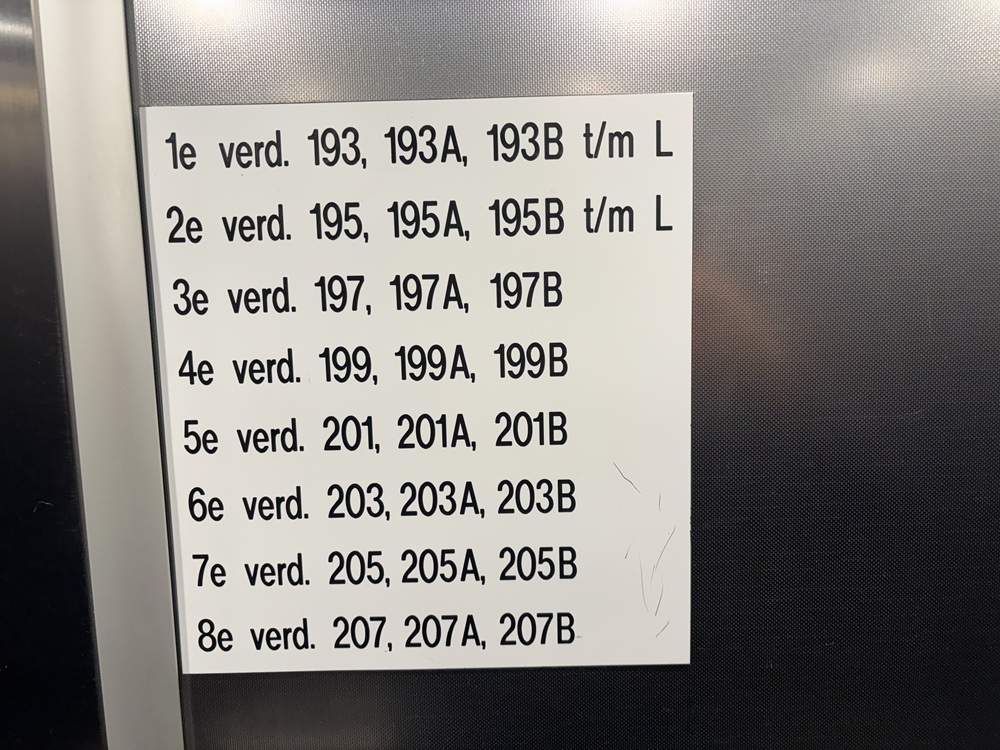 1e verd. 193, 193A, 193B t/m L
2e verd. 195, 195A, 195B t/m L
3e verd. 197, 197A, 197B
4e verd. 199, 199A, 199B
5e verd. 201, 201A, 201B
6e verd. 203, 203A, 203B
7e verd. 205, 205A, 205B
8e verd. 207, 207A, 207B